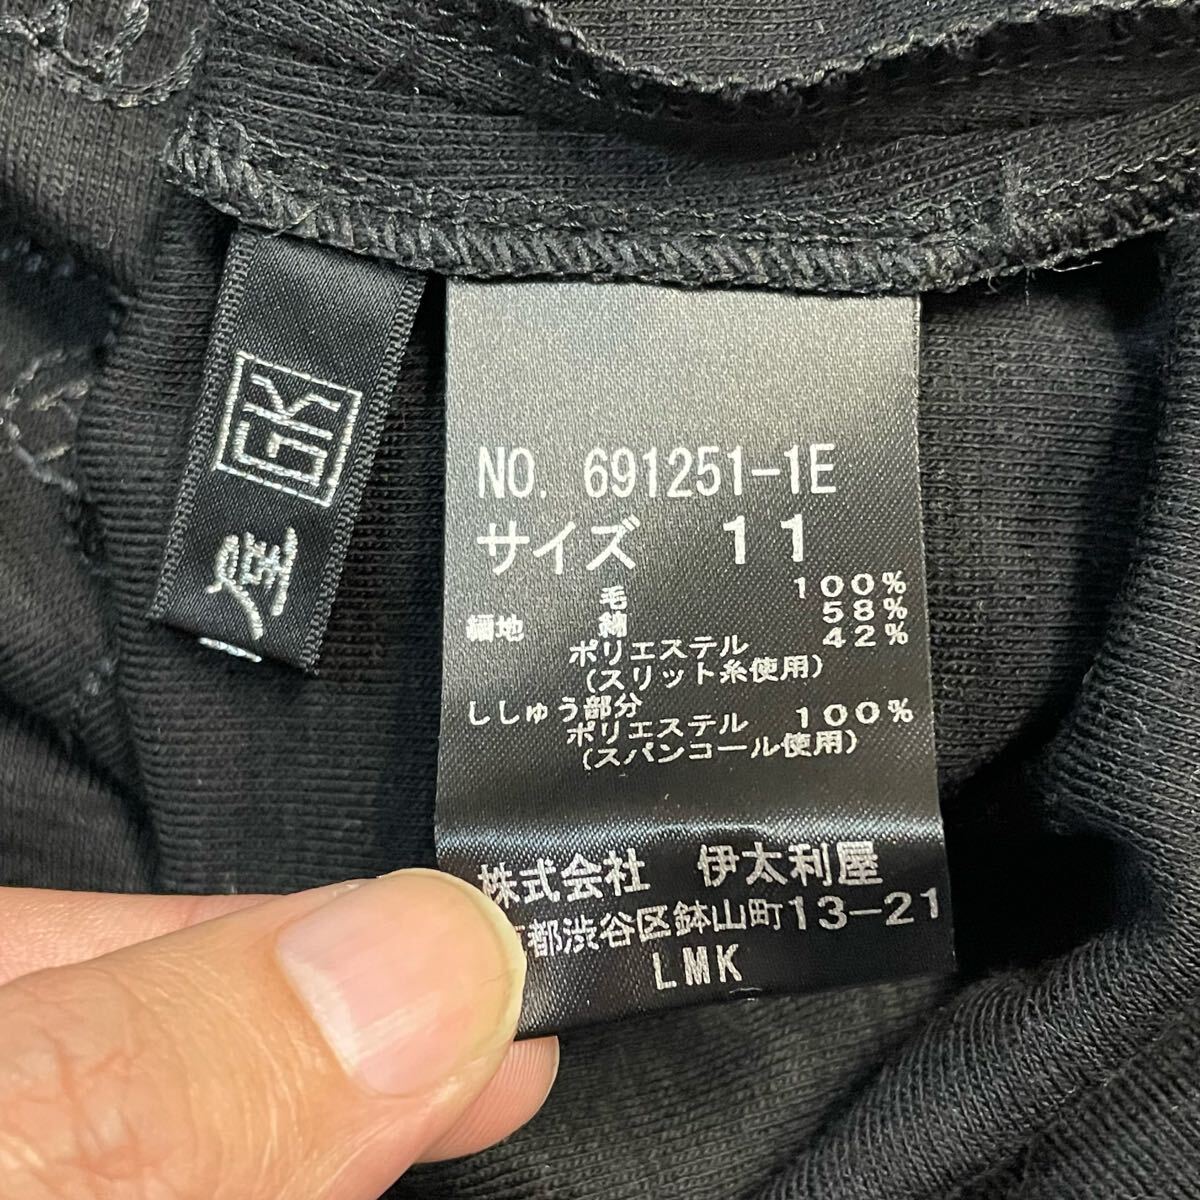 GK
屋
NO. 691251-1E
サイズ 11
毛 100%
編地 綿 58%
ポリエステル 42%
(スリット糸使用)
ししゅう部分
ポリエステル 100%
(スパンコール使用)
株式会社 伊太利屋
都渋谷区鉢山町13-21
LMK